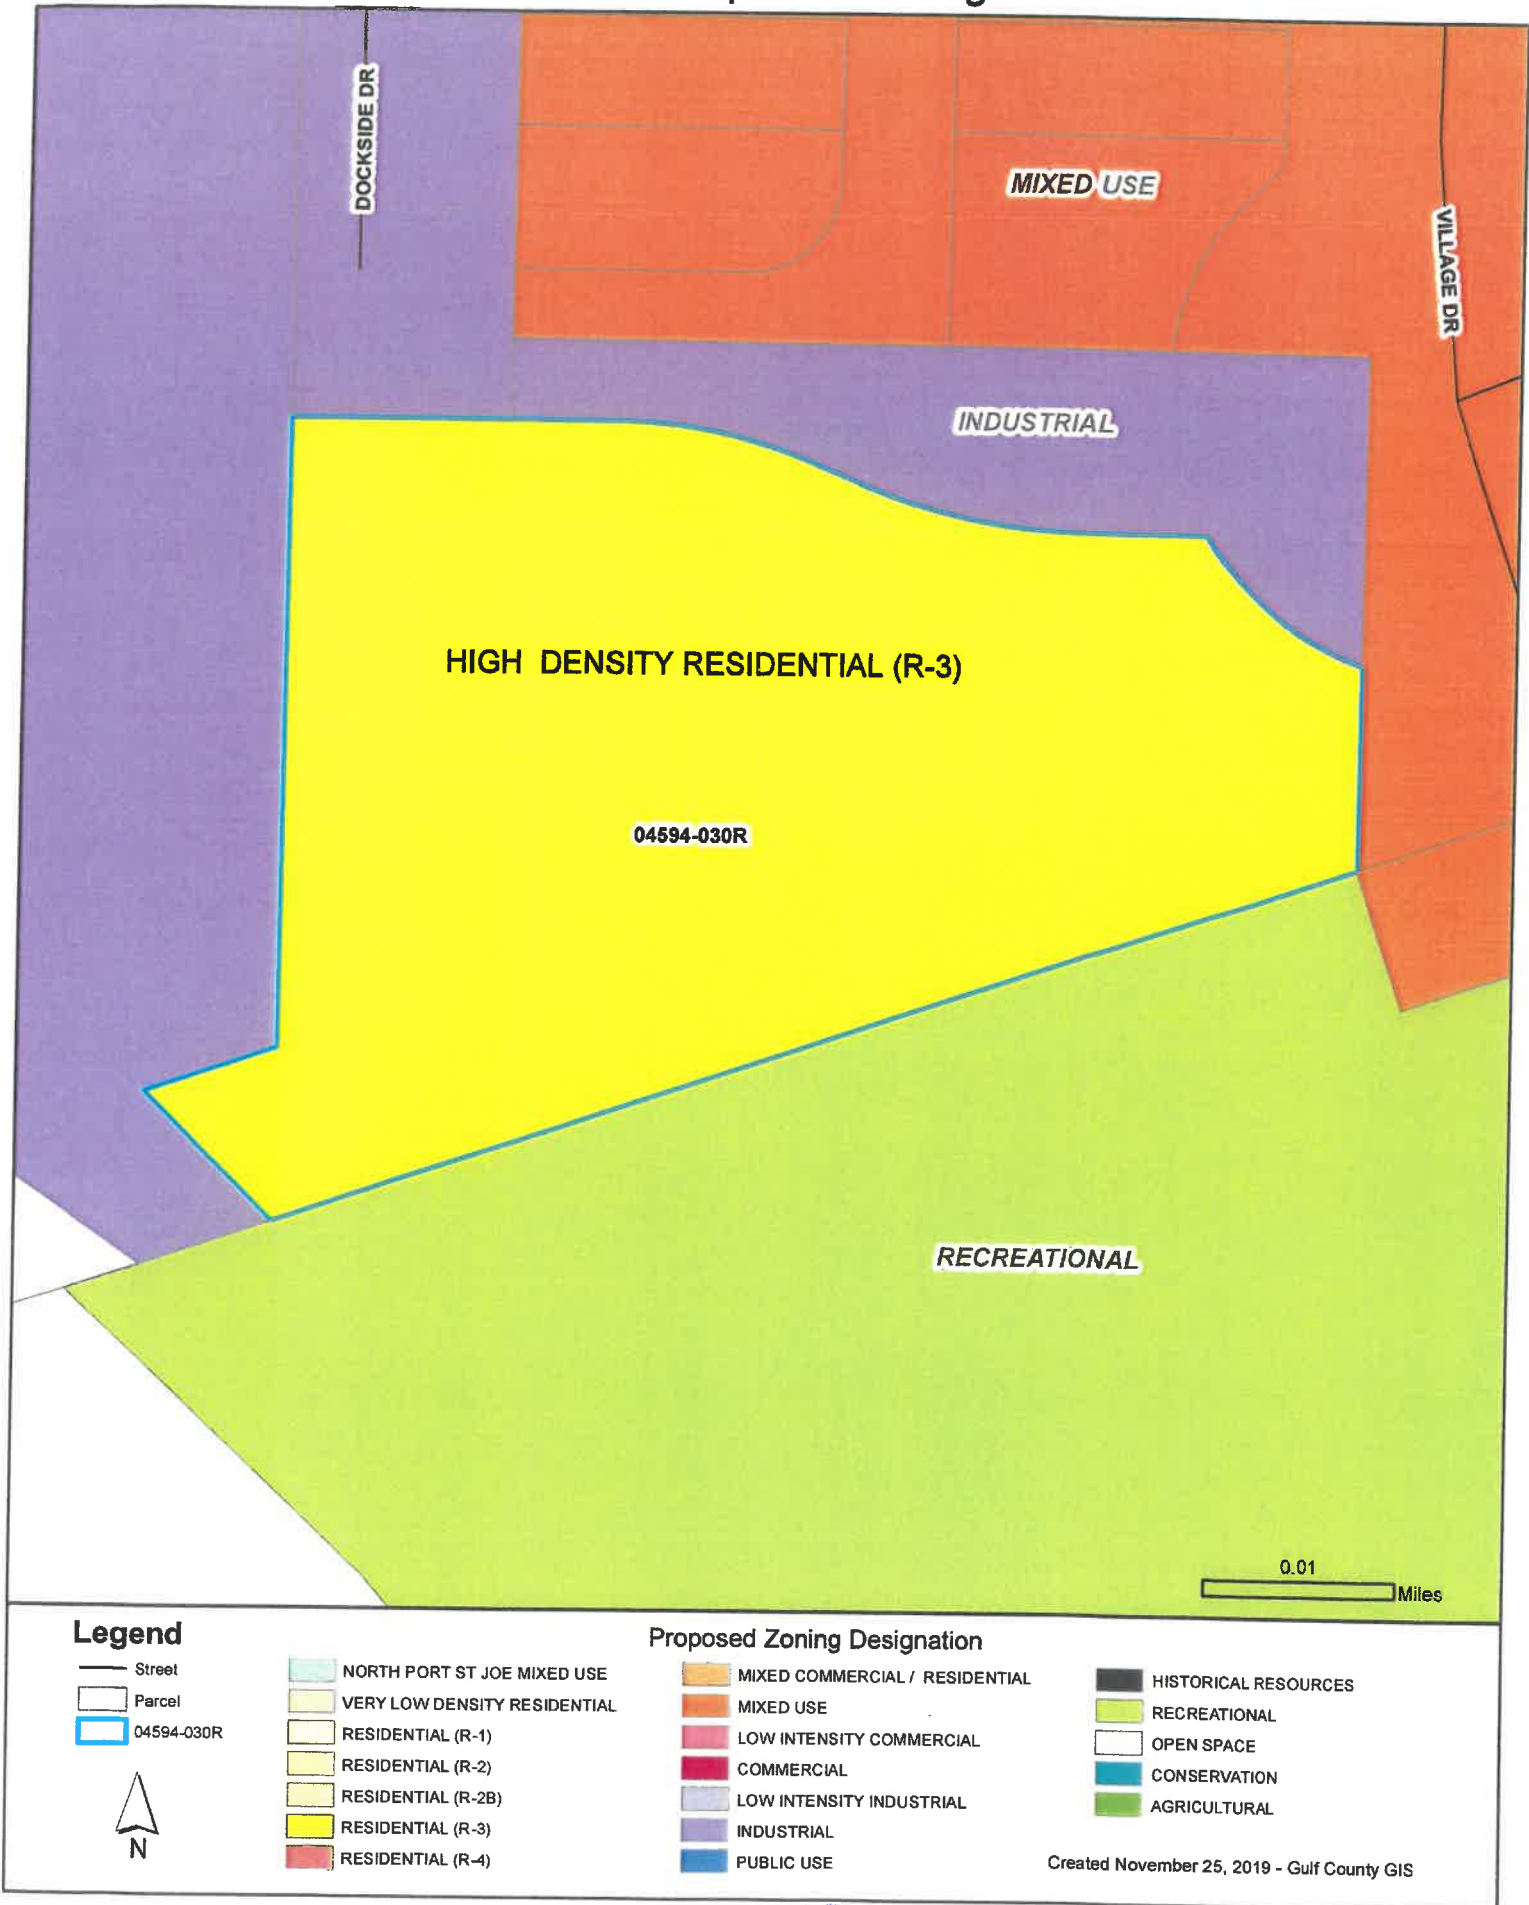 DOCKSIDE DR
MIXED USE
VILLAGE DR
INDUSTRIAL
HIGH DENSITY RESIDENTIAL (R-3)
04594-030R
RECREATIONAL
0.01
Miles
Legend
Street
Parcel
04594-030R
N
Proposed Zoning Designation
NORTH PORT ST JOE MIXED USE
VERY LOW DENSITY RESIDENTIAL
RESIDENTIAL (R-1)
RESIDENTIAL (R-2)
RESIDENTIAL (R-2B)
RESIDENTIAL (R-3)
RESIDENTIAL (R-4)
MIXED COMMERCIAL / RESIDENTIAL
MIXED USE
LOW INTENSITY COMMERCIAL
COMMERCIAL
LOW INTENSITY INDUSTRIAL
INDUSTRIAL
PUBLIC USE
HISTORICAL RESOURCES
RECREATIONAL
OPEN SPACE
CONSERVATION
AGRICULTURAL
Created November 25, 2019 - Gulf County GIS